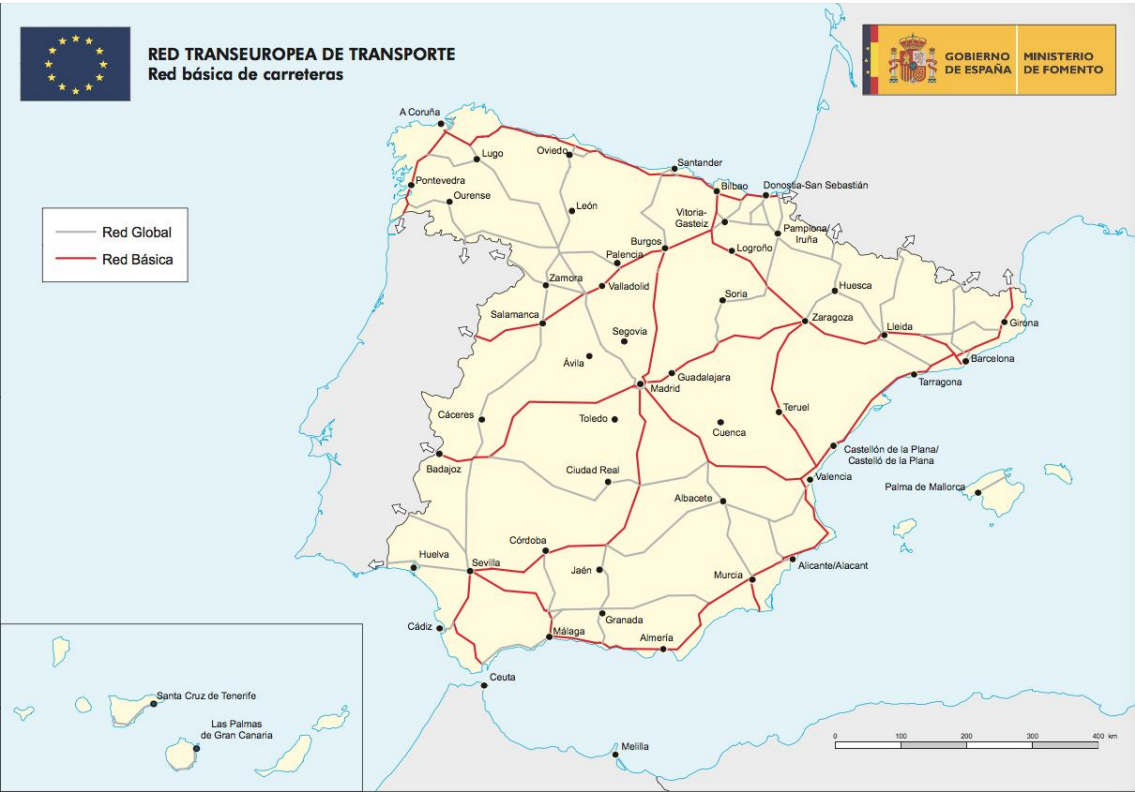 RED TRANSEUROPEA DE TRANSPORTE
Red básica de carreteras
GOBIERNO
DE ESPAÑA
MINISTERIO
DE FOMENTO
Red Global
Red Básica
A Coruña
Lugo
Oviedo
Santander
Bilbao
Donostia-San Sebastián
Pontevedra
Ourense
León
Vitoria-
Gasteiz
Pamplona/
Iruña
Burgos
Logroño
Palencia
Zamora
Valladolid
Soria
Huesca
Salamanca
Segovia
Zaragoza
Lleida
Girona
Ávila
Barcelona
Guadalajara
Madrid
Tarragona
Cáceres
Toledo
Teruel
Cuenca
Castellón de la Plana/
Castelló de la Plana
Badajoz
Ciudad Real
Valencia
Palma de Mallorca
Albacete
Córdoba
Huelva
Sevilla
Jaén
Alicante/Alacant
Murcia
Cádiz
Granada
Málaga
Almería
Ceuta
Santa Cruz de Tenerife
Las Palmas
de Gran Canaria
Melilla
0 100 200 300 400 km